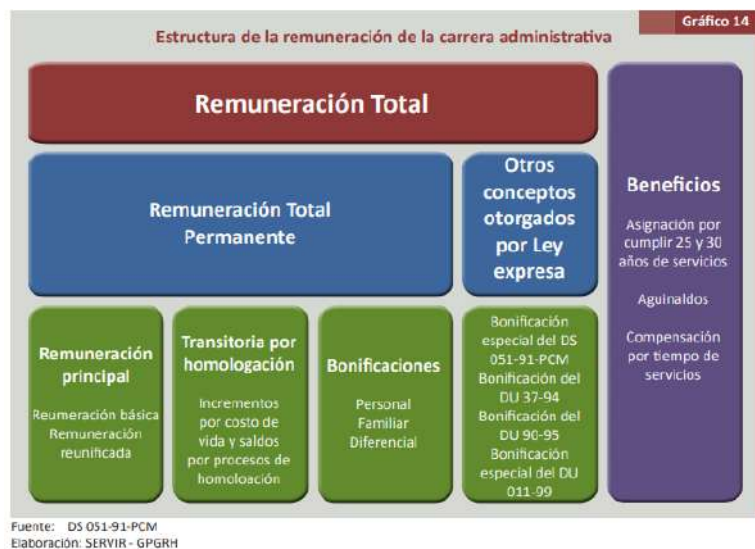 Gráfico 14
Estructura de la remuneración de la carrera administrativa
Remuneración Total
Remuneración Total
Permanente
Otros
conceptos
otorgados
por Ley
expresa
Beneficios
Asignación por
cumplir 25 y 30
años de servicios
Aguinaldos
Compensación
por tiempo de
servicios
Remuneración
principal
Reumeración básica
Remuneración
reunificada
Transitoria por
homologación
Incrementos
por costo de
vida y saldos
por procesos de
homoloación
Bonificaciones
Personal
Familiar
Diferencial
Bonificación
especial del DS
051-91-PCM
Bonificación del
DU 37-94
Bonificación del
DU 90-95
Bonificación
especial del DU
011-99
Fuente: DS 051-91-PCM
Elaboración: SERVIR - GPGRH